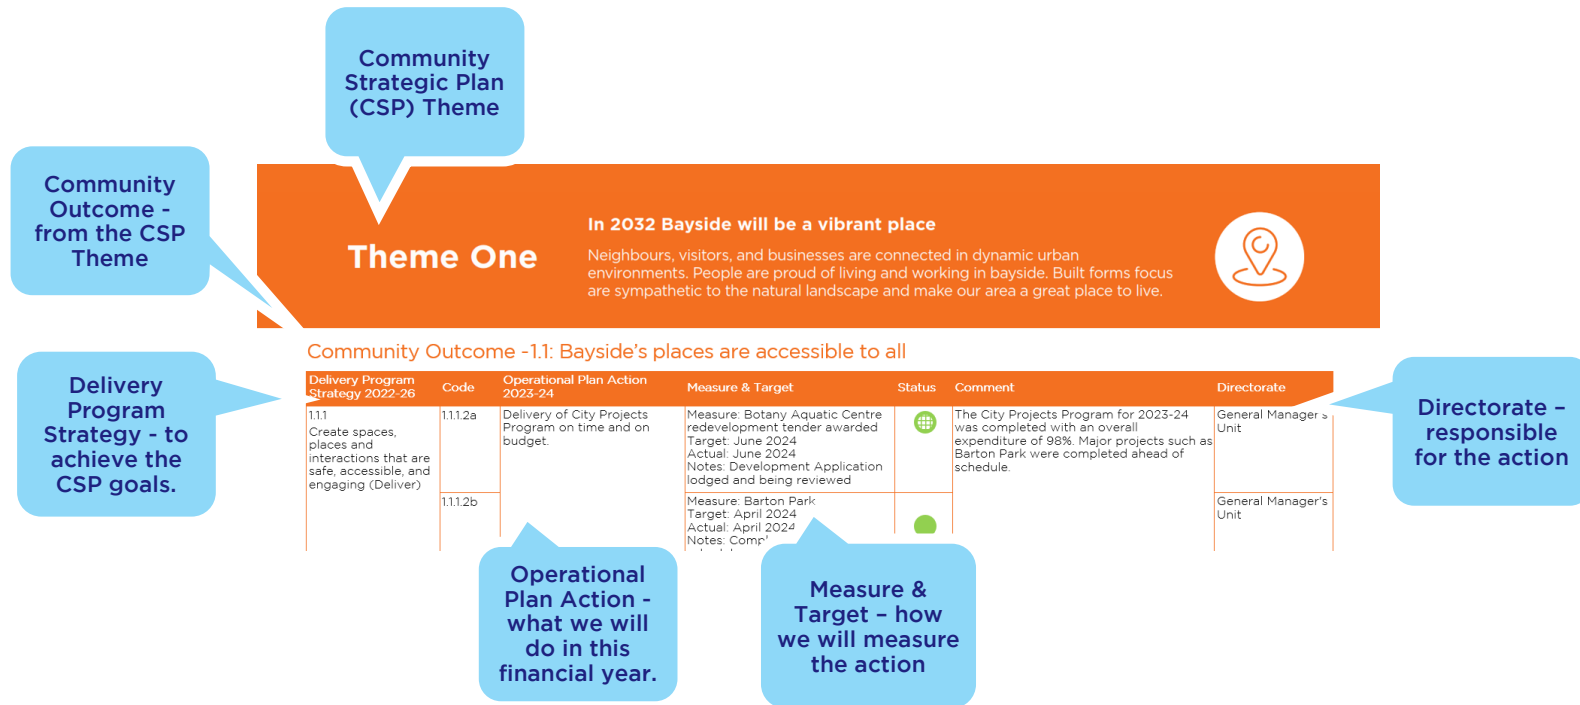 Community
Strategic Plan
(CSP) Theme
Community
Outcome -
from the CSP
Theme
Theme One
In 2032 Bayside will be a vibrant place
Neighbours, visitors, and businesses are connected in dynamic urban
environments. People are proud of living and working in bayside. Built forms focus
are sympathetic to the natural landscape and make our area a great place to live.
Community Outcome -1.1: Bayside's places are accessible to all
Delivery
Program
Strategy - to
achieve the
CSP goals.
Delivery Program
Strategy 2022-26
Code
Operational Plan Action
2023-24
Measure & Target
Status
Comment
Directorate
1.1.1
Create spaces,
places and
interactions that are
safe, accessible, and
engaging (Deliver)
1.1.1.2a
Delivery of City Projects
Program on time and on
budget.
Measure: Botany Aquatic Centre
redevelopment tender awarded
Target: June 2024
Actual: June 2024
Notes: Development Application
lodged and being reviewed
The City Projects Program for 2023-24
was completed with an overall
expenditure of 98%. Major projects such as
Barton Park were completed ahead of
schedule.
General Manager's
Unit
1.1.1.2b
Measure: Barton Park
Target: April 2024
Actual: April 2024
Notes:
General Manager's
Unit
Directorate –
responsible
for the action
Operational
Plan Action -
what we will
do in this
financial year.
Measure &
Target – how
we will measure
the action